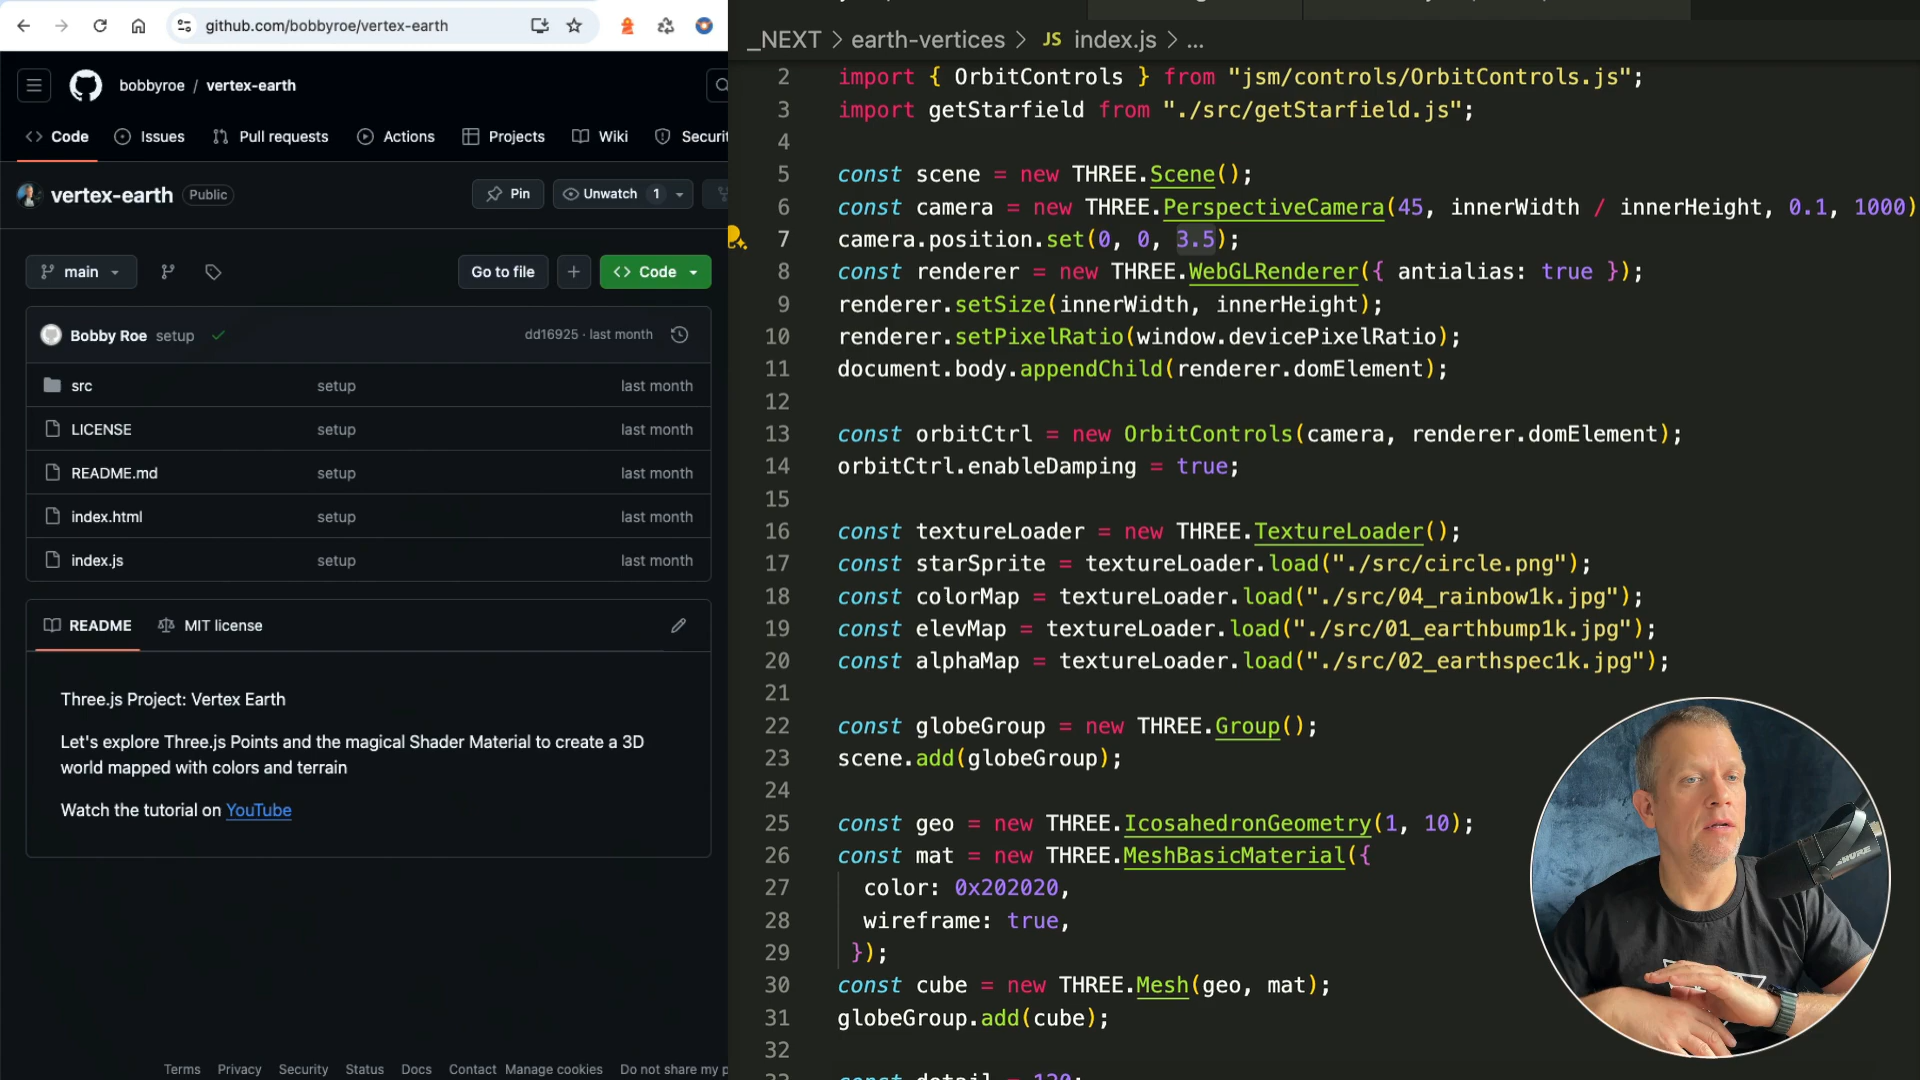 github.com/bobbyroe/vertex-earth
bobbyroe / vertex-earth
Code Issues Pull requests Actions Projects Wiki
vertex-earth Public Pin Unwatch 1
main Go to file Code
Bobby Roe setup dd16925 · last month
src setup last month
LICENSE setup last month
README.md setup last month
index.html setup last month
index.js setup last month
README MIT license
Three.js Project: Vertex Earth
Let's explore Three.js Points and the magical Shader Material to create a 3D
world mapped with colors and terrain
Watch the tutorial on YouTube
Terms Privacy Security Status Docs Contact Manage cookies Do not share my
_NEXT > earth-vertices > JS index.js > ...
2 import { OrbitControls } from "jsm/controls/OrbitControls.js";
3 import getStarfield from "./src/getStarfield.js";
4
5 const scene = new THREE.Scene();
6 const camera = new THREE.PerspectiveCamera(45, innerWidth / innerHeight, 0.1, 1000)
7 camera.position.set(0, 0, 3.5);
8 const renderer = new THREE.WebGLRenderer({ antialias: true });
9 renderer.setSize(innerWidth, innerHeight);
10 renderer.setPixelRatio(window.devicePixelRatio);
11 document.body.appendChild(renderer.domElement);
12
13 const orbitCtrl = new OrbitControls(camera, renderer.domElement);
14 orbitCtrl.enableDamping = true;
15
16 const textureLoader = new THREE.TextureLoader();
17 const starSprite = textureLoader.load("./src/circle.png");
18 const colorMap = textureLoader.load("./src/04_rainbow1k.jpg");
19 const elevMap = textureLoader.load("./src/01_earthbump1k.jpg");
20 const alphaMap = textureLoader.load("./src/02_earthspec1k.jpg");
21
22 const globeGroup = new THREE.Group();
23 scene.add(globeGroup);
24
25 const geo = new THREE.IcosahedronGeometry(1, 10);
26 const mat = new THREE.MeshBasicMaterial({
27 color: 0x202020,
28 wireframe: true,
29 });
30 const cube = new THREE.Mesh(geo, mat);
31 globeGroup.add(cube);
32
SHURE